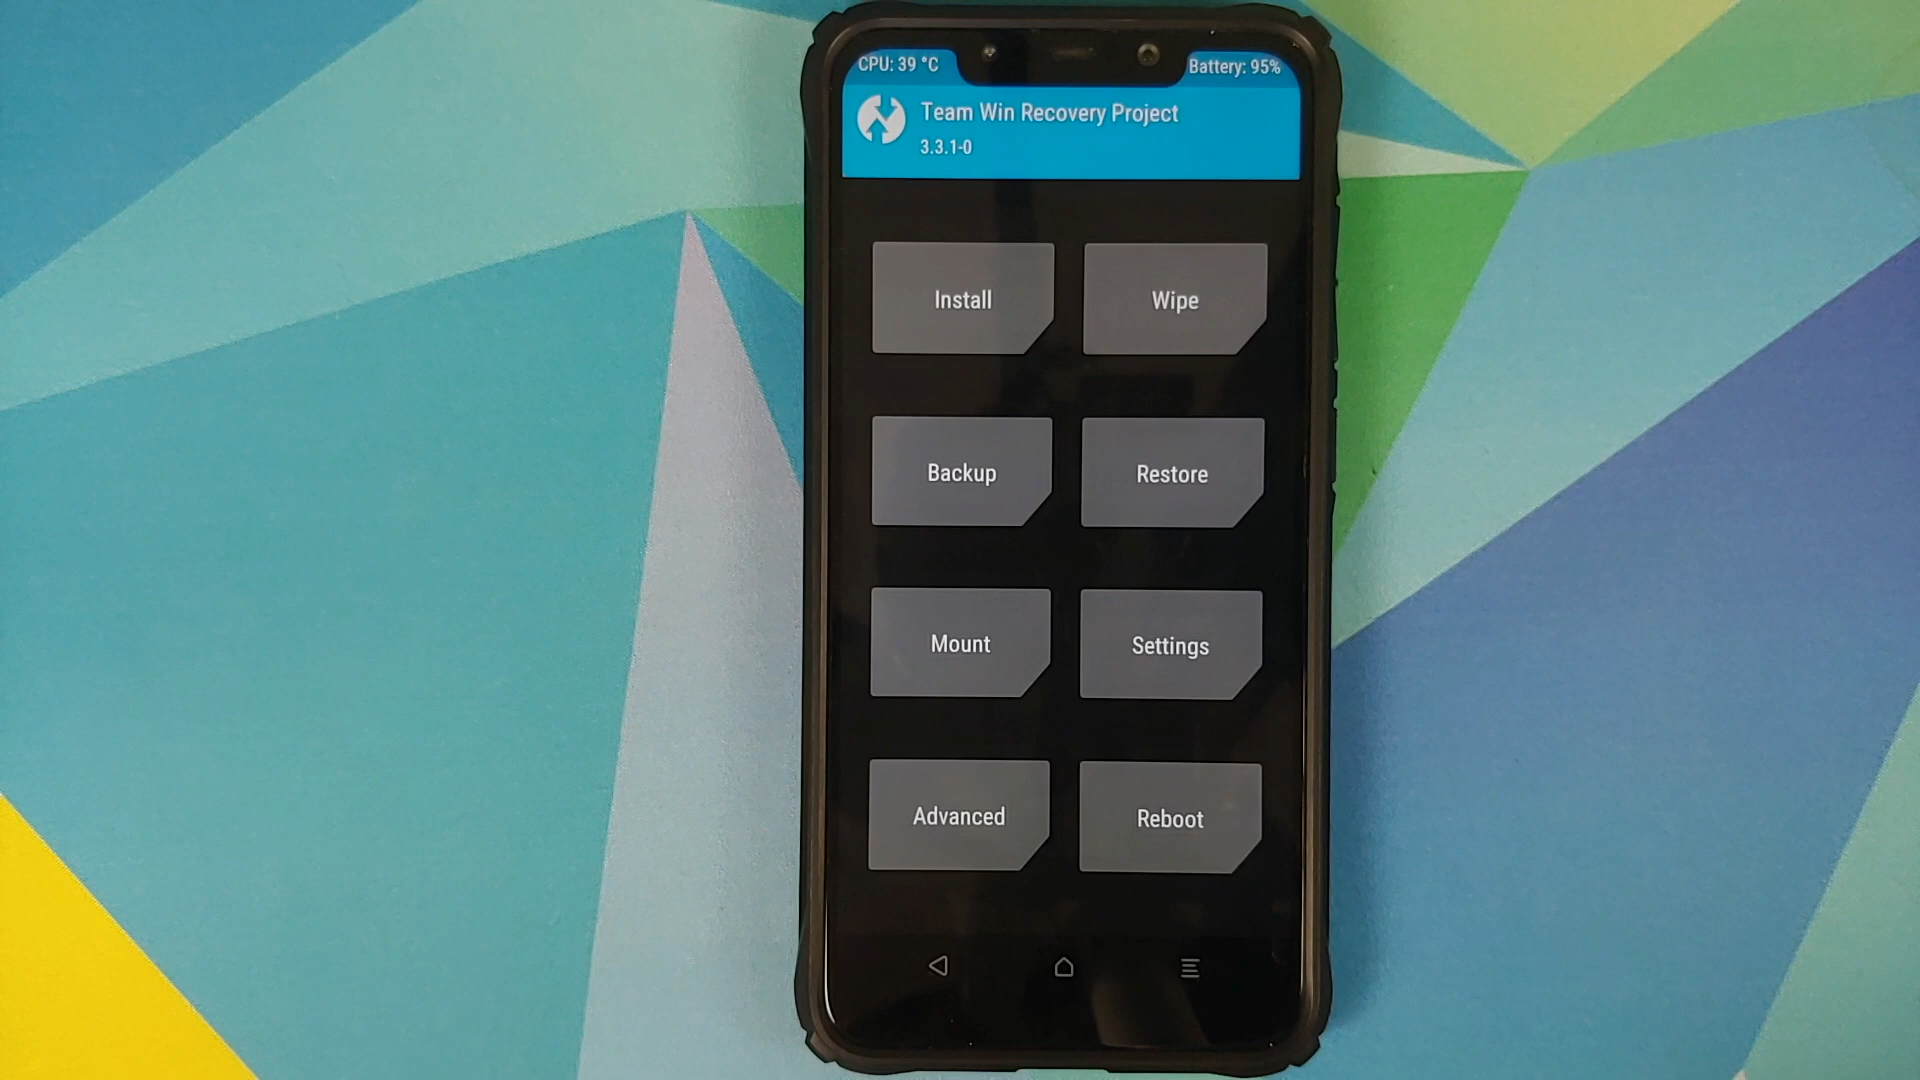 CPU: 39 °C
Battery: 95%
Team Win Recovery Project
3.3.1-0
Install
Wipe
Backup
Restore
Mount
Settings
Advanced
Reboot